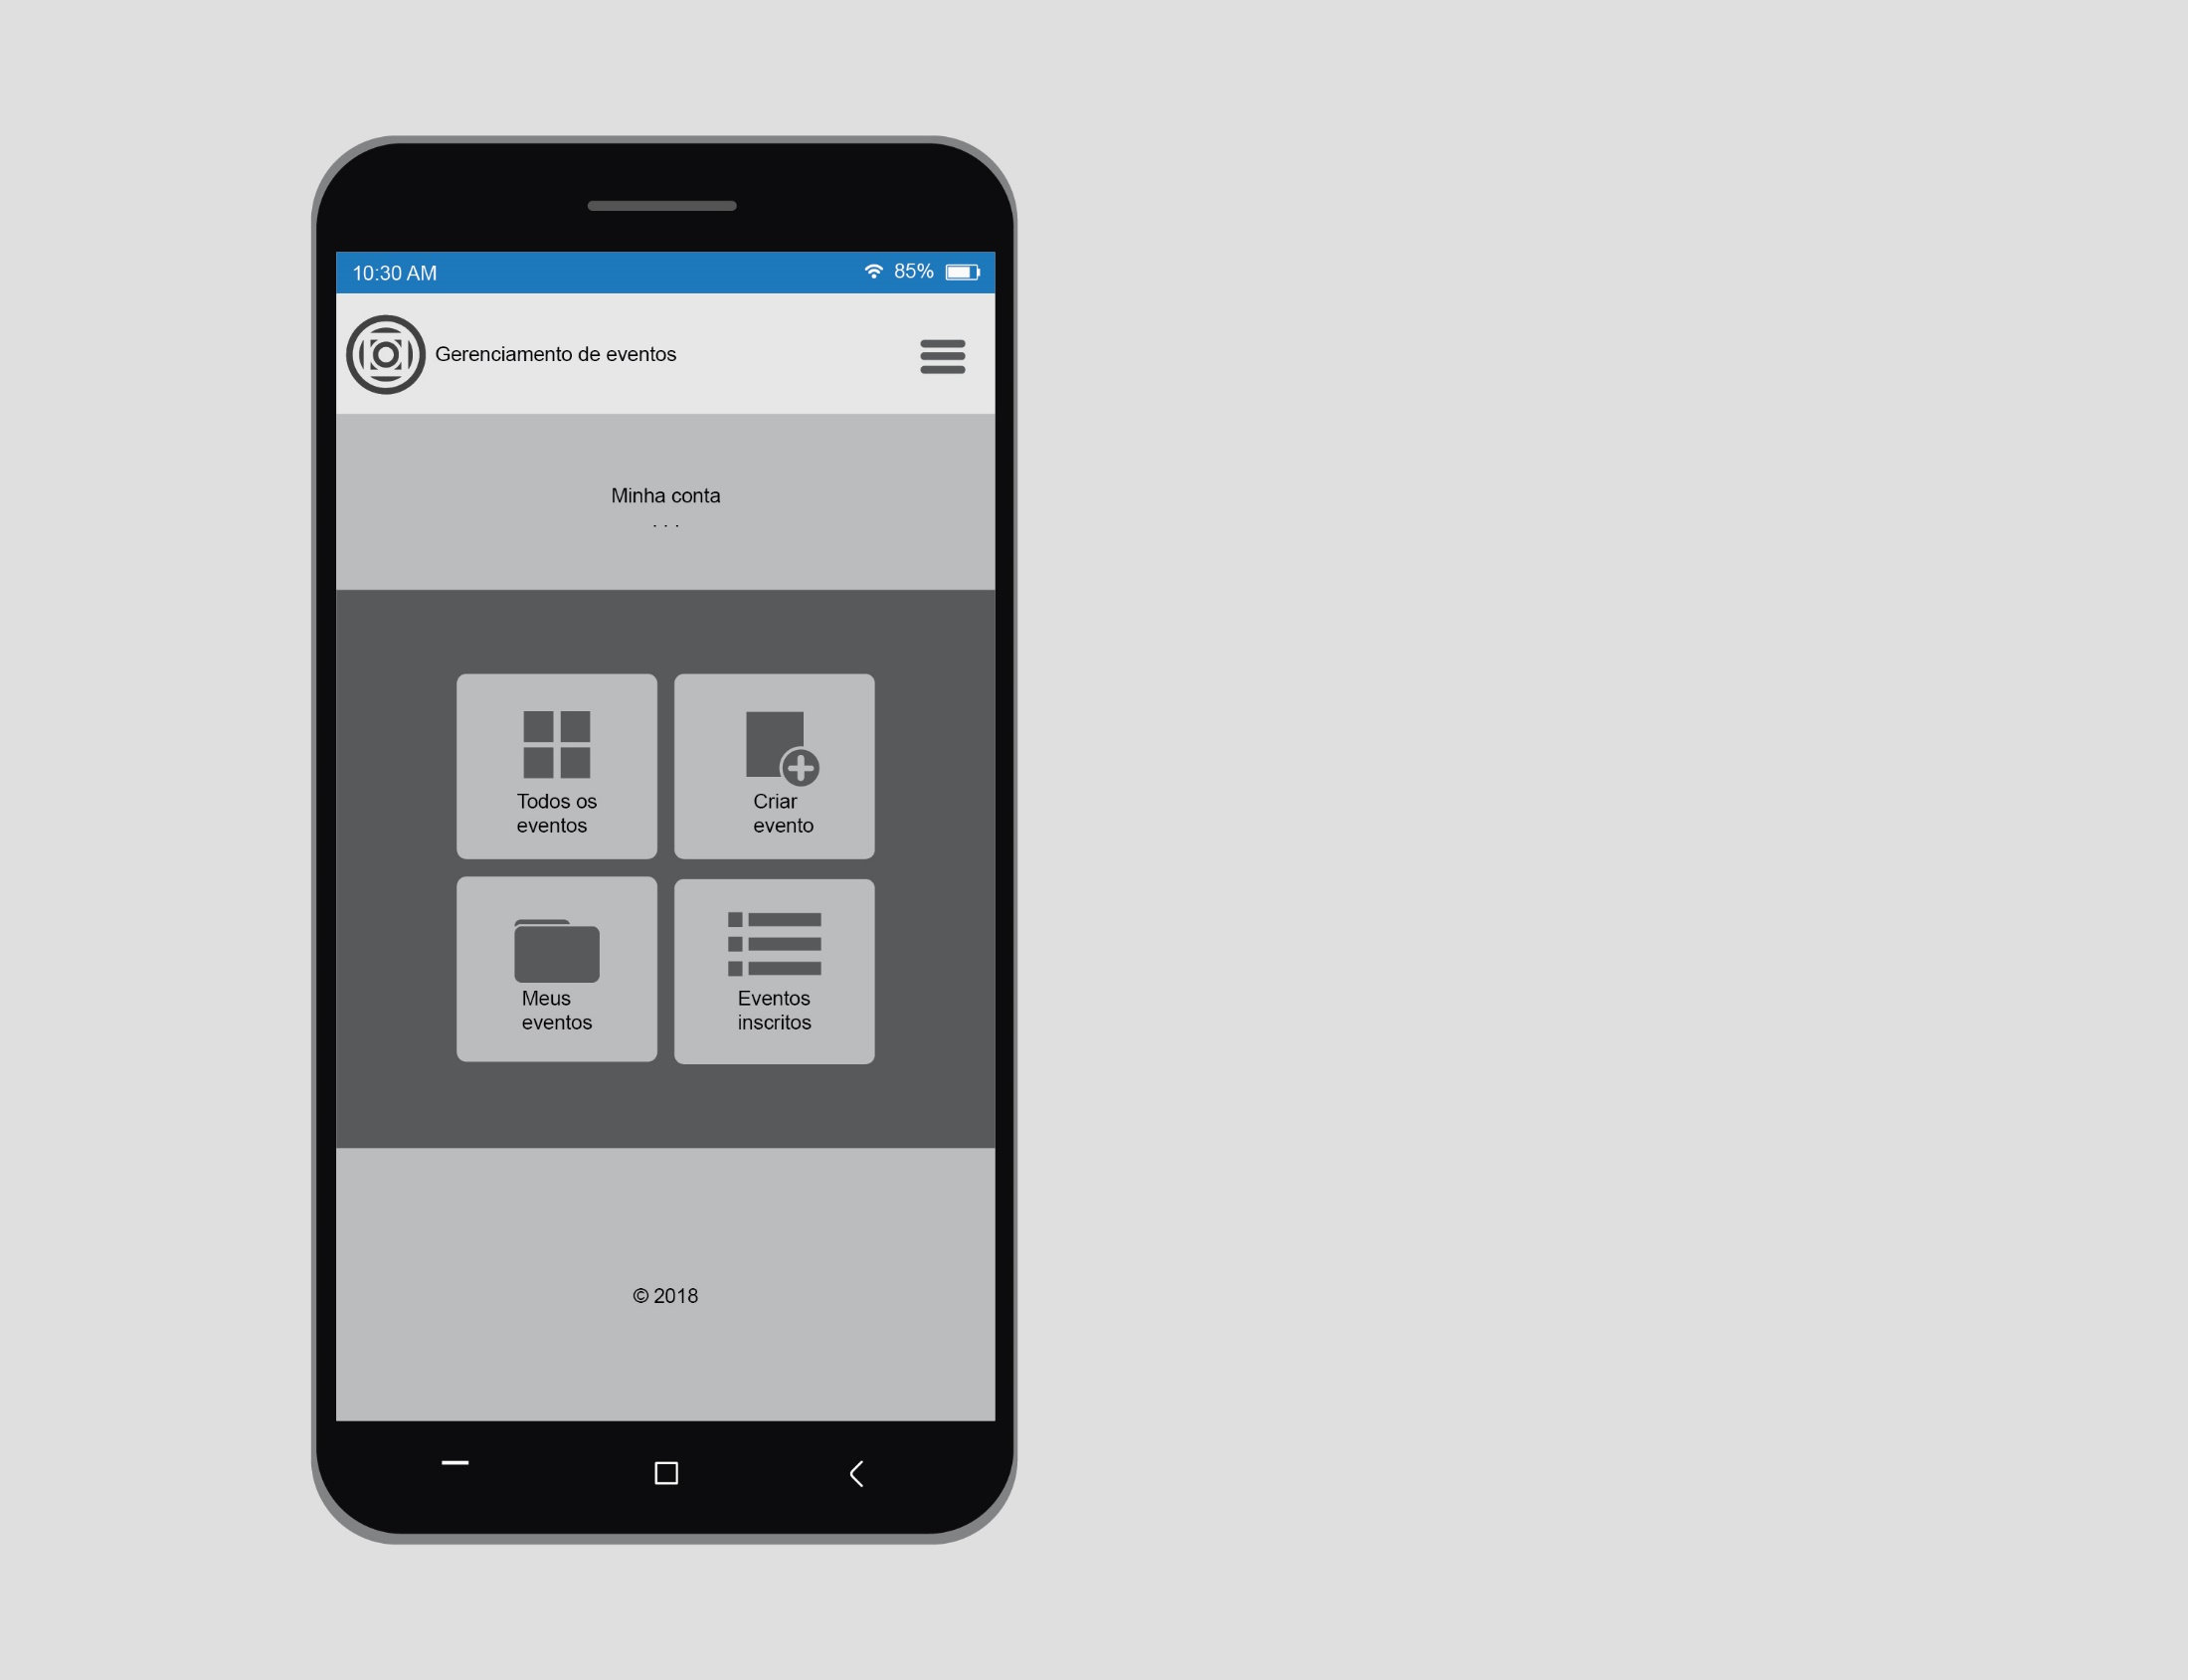 10:30 AM
85%
Gerenciamento de eventos
Minha conta
...
Todos os
eventos
Criar
evento
Meus
eventos
Eventos
inscritos
© 2018